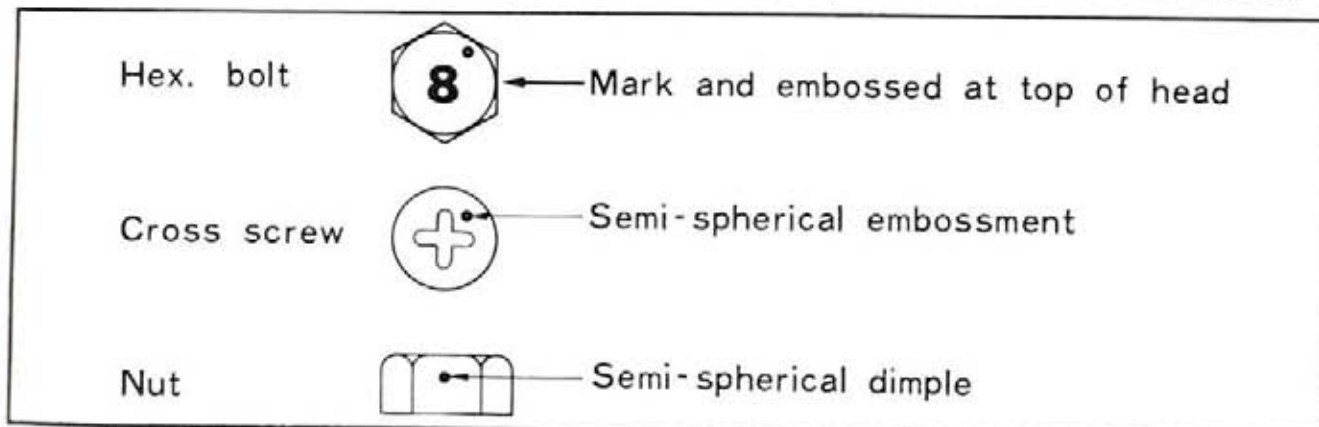 Hex. bolt
8
Mark and embossed at top of head
Cross screw
Semi-spherical embossment
Nut
Semi-spherical dimple